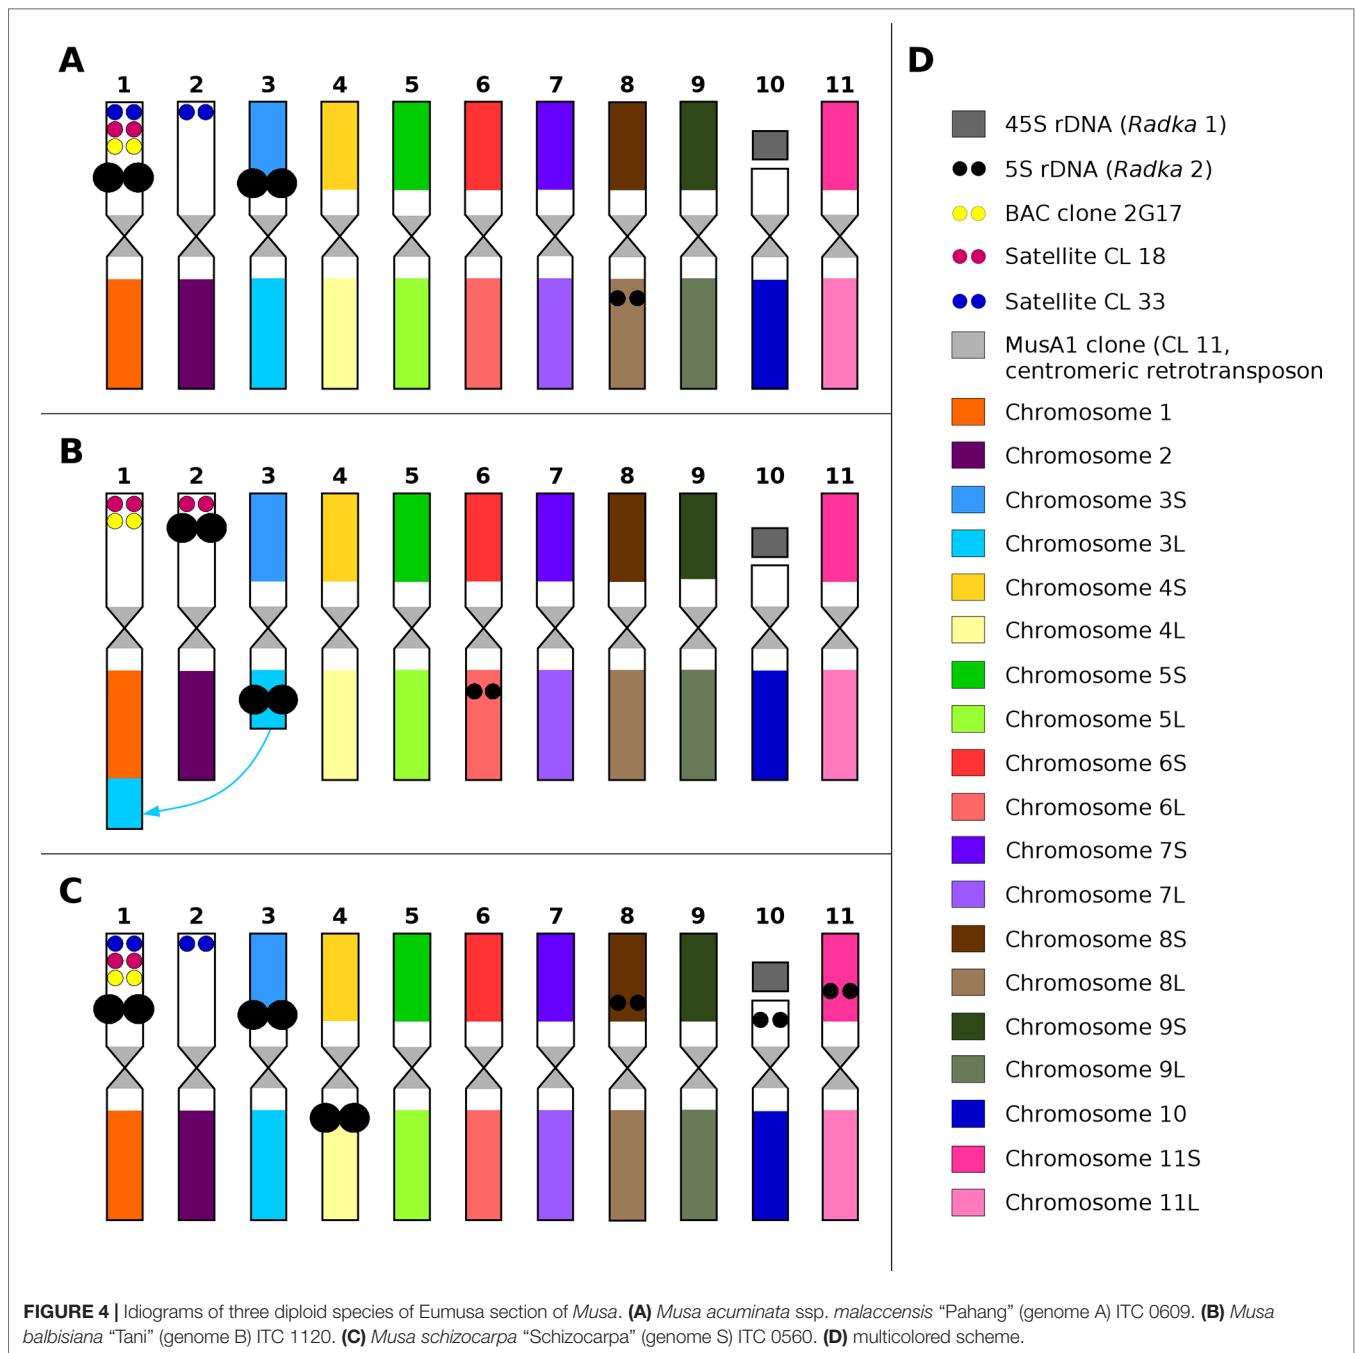 A
1 2 3 4 5 6 7 8 9 10 11
B
1 2 3 4 5 6 7 8 9 10 11
C
1 2 3 4 5 6 7 8 9 10 11
D
45S rDNA (Radka 1)
5S rDNA (Radka 2)
BAC clone 2G17
Satellite CL 18
Satellite CL 33
MusA1 clone (CL 11,
centromeric retrotransposon
Chromosome 1
Chromosome 2
Chromosome 3S
Chromosome 3L
Chromosome 4S
Chromosome 4L
Chromosome 5S
Chromosome 5L
Chromosome 6S
Chromosome 6L
Chromosome 7S
Chromosome 7L
Chromosome 8S
Chromosome 8L
Chromosome 9S
Chromosome 9L
Chromosome 10
Chromosome 11S
Chromosome 11L
FIGURE 4 | Idiograms of three diploid species of Eumusa section of Musa. (A) Musa acuminata ssp. malaccensis “Pahang” (genome A) ITC 0609. (B) Musa
balbisiana “Tani” (genome B) ITC 1120. (C) Musa schizocarpa “Schizocarpa” (genome S) ITC 0560. (D) multicolored scheme.